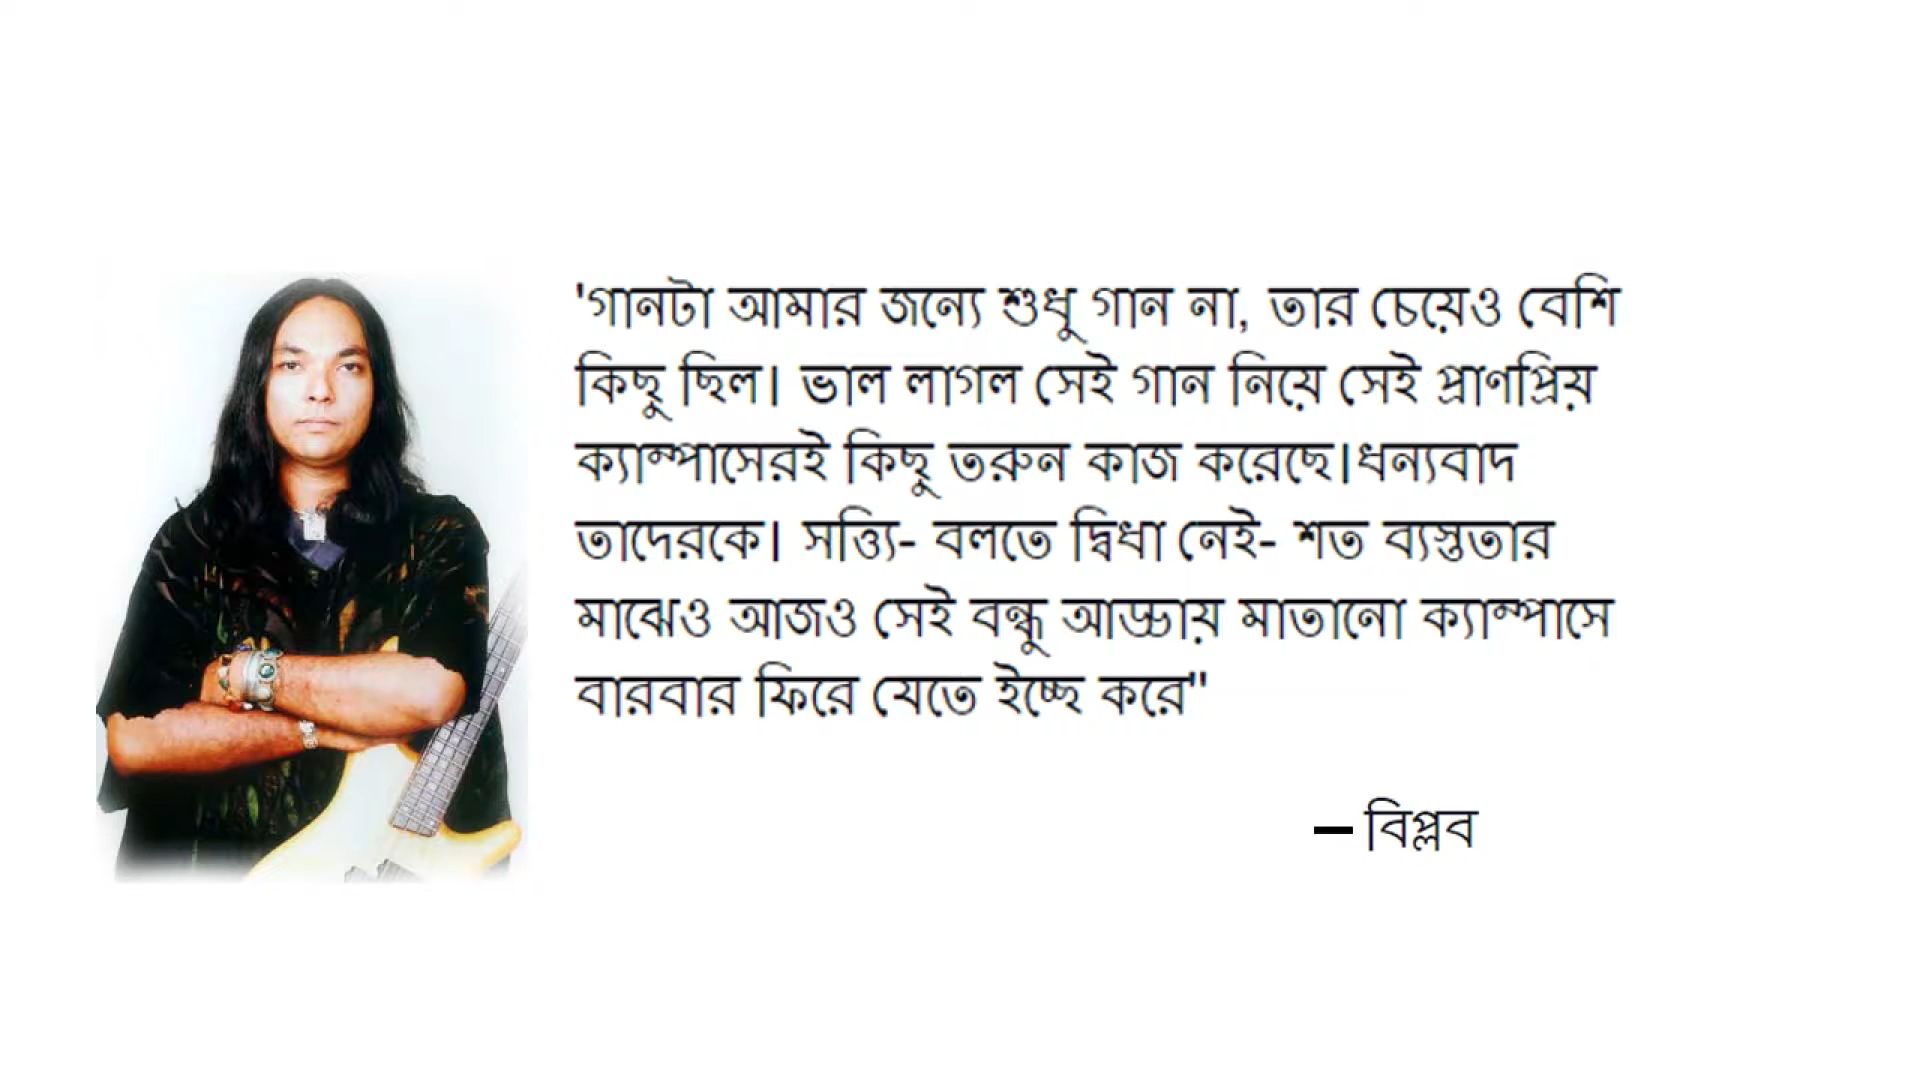 'গানটা আমার জন্যে শুধু গান না, তার চেয়েও বেশি
কিছু ছিল। ভাল লাগল সেই গান নিয়ে সেই প্রাণপ্রিয়
ক্যাম্পাসেরই কিছু তরুন কাজ করেছে।ধন্যবাদ
তাদেরকে। সত্ত্যি- বলতে দ্বিধা নেই- শত ব্যস্ততার
মাঝেও আজও সেই বন্ধু আড্ডায় মাতানো ক্যাম্পাসে
বারবার ফিরে যেতে ইচ্ছে করে"
– বিপ্লব